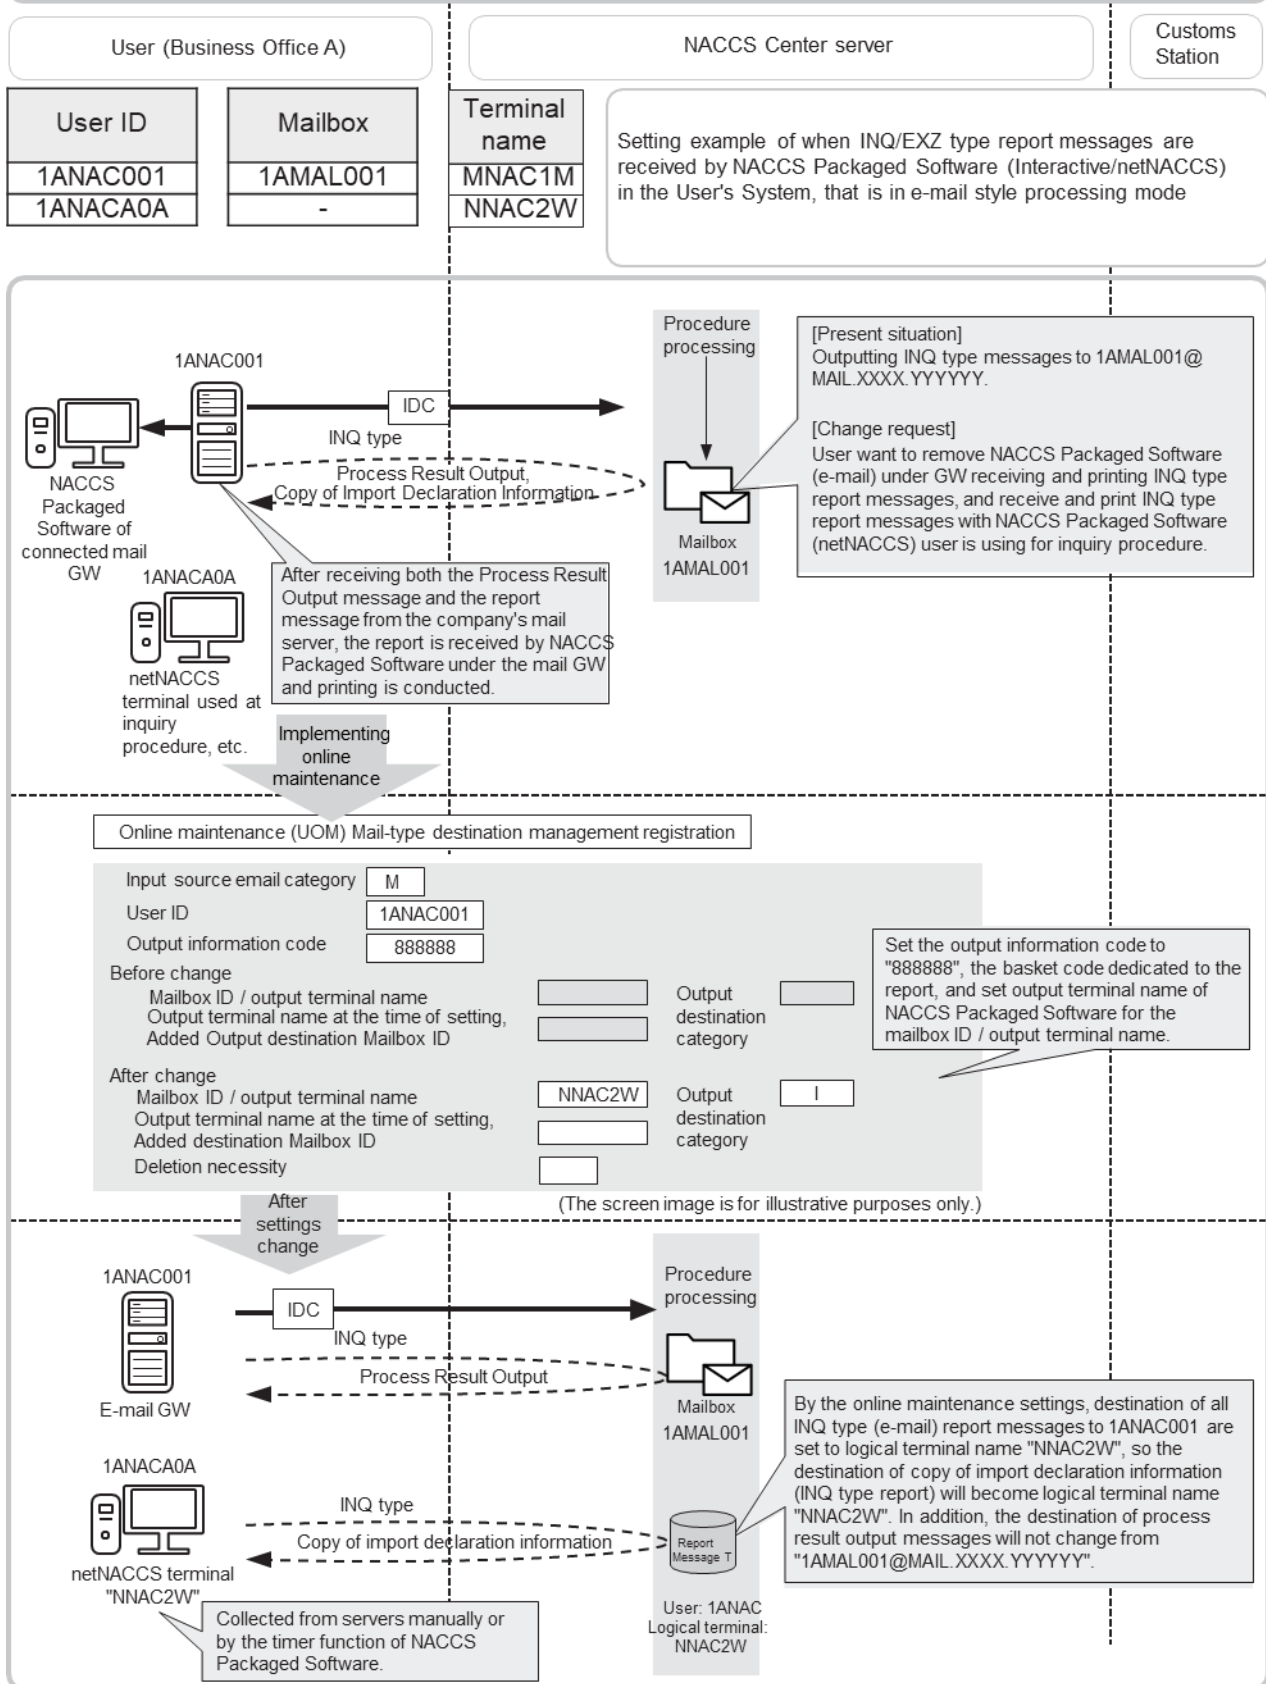 User (Business Office A)
NACCS Center server
Customs
Station
User ID
Mailbox
1ANAC001
1AMAL001
1ANACA0A
-
Terminal
name
MNAC1M
NNAC2W
Setting example of when INQ/EXZ type report messages are
received by NACCS Packaged Software (Interactive/netNACCS)
in the User's System, that is in e-mail style processing mode
1ANAC001
NACCS
Packaged
Software of
connected mail
GW
IDC
INQ type
Process Result Output,
Copy of Import Declaration Information
Procedure
processing
Mailbox
1AMAL001
[Present situation]
Outputting INQ type messages to 1AMAL001@
MAIL.XXXX.YYYYYY.
[Change request]
User want to remove NACCS Packaged Software
(e-mail) under GW receiving and printing INQ type
report messages, and receive and print INQ type
report messages with NACCS Packaged Software
(netNACCS) user is using for inquiry procedure.
1ANACA0A
netNACCS
terminal used at
inquiry
procedure, etc.
After receiving both the Process Result
Output message and the report
message from the company's mail
server, the report is received by NACCS
Packaged Software under the mail GW
and printing is conducted.
Implementing
online
maintenance
Online maintenance (UOM) Mail-type destination management registration
Input source email category
M
User ID
1ANAC001
Output information code
888888
Before change
Mailbox ID / output terminal name
Output terminal name at the time of setting,
Added Output destination Mailbox ID
Output
destination
category
After change
Mailbox ID / output terminal name
NNAC2W
Output terminal name at the time of setting,
Added destination Mailbox ID
Output
destination
category
I
Deletion necessity
Set the output information code to
"888888", the basket code dedicated to the
report, and set output terminal name of
NACCS Packaged Software for the
mailbox ID / output terminal name.
(The screen image is for illustrative purposes only.)
After
settings
change
1ANAC001
E-mail GW
IDC
INQ type
Process Result Output
Procedure
processing
Mailbox
1AMAL001
1ANACA0A
netNACCS terminal
"NNAC2W"
INQ type
Copy of import declaration information
Report
Message T
User: 1ANAC
Logical terminal:
NNAC2W
By the online maintenance settings, destination of all
INQ type (e-mail) report messages to 1ANAC001 are
set to logical terminal name "NNAC2W", so the
destination of copy of import declaration information
(INQ type report) will become logical terminal name
"NNAC2W". In addition, the destination of process
result output messages will not change from
"1AMAL001@MAIL.XXXX.YYYYYY".
Collected from servers manually or
by the timer function of NACCS
Packaged Software.